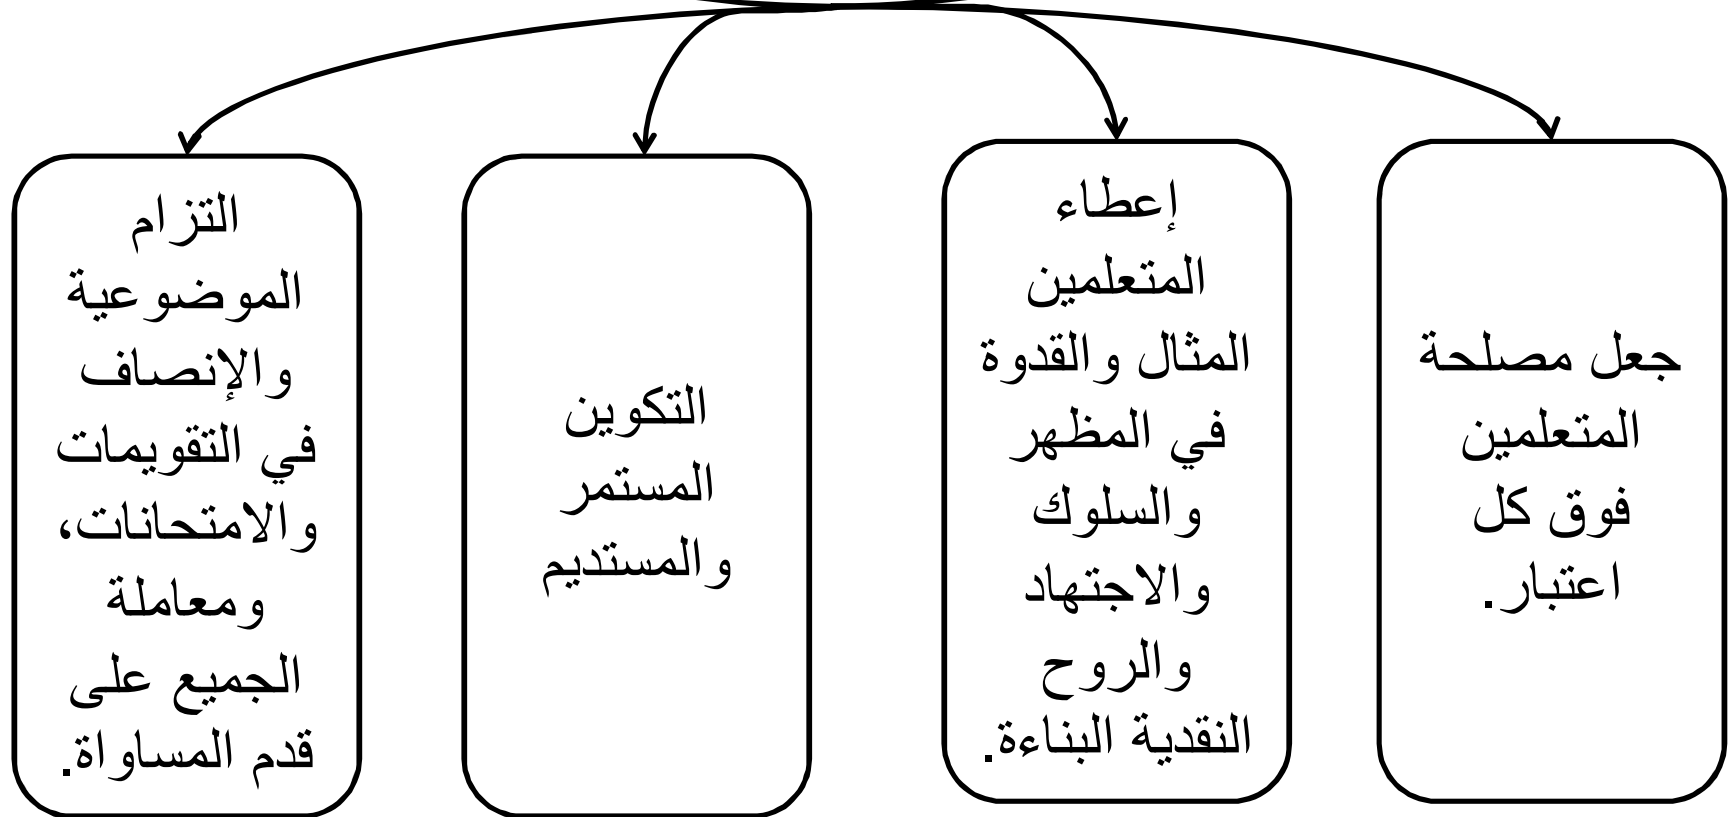 جعل مصلحة
المتعلمين
فوق كل
اعتبار.
إعطاء
المتعلمين
المثال والقدوة
في المظهر
والسلوك
والاجتهاد
والروح
النقدية البناءة.
التكوين
المستمر
والمستديم
التزام
الموضوعية
والإنصاف
في التقويمات
والامتحانات،
ومعاملة
الجميع على
قدم المساواة.